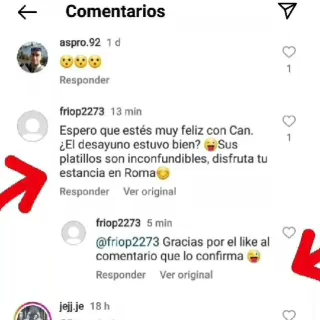 Comentarios
aspro.92 1 d
😮😮😮
1
Responder
friop2273 13 min
Espero que estés muy feliz con Can.
¿El desayuno estuvo bien? 😜Sus
platillos son inconfundibles, disfruta tu
estancia en Roma😊
1
Responder Ver original
friop2273 5 min
@friop2273 Gracias por el like al
comentario que lo confirma 😜
Responder Ver original
jejj.je 18 h